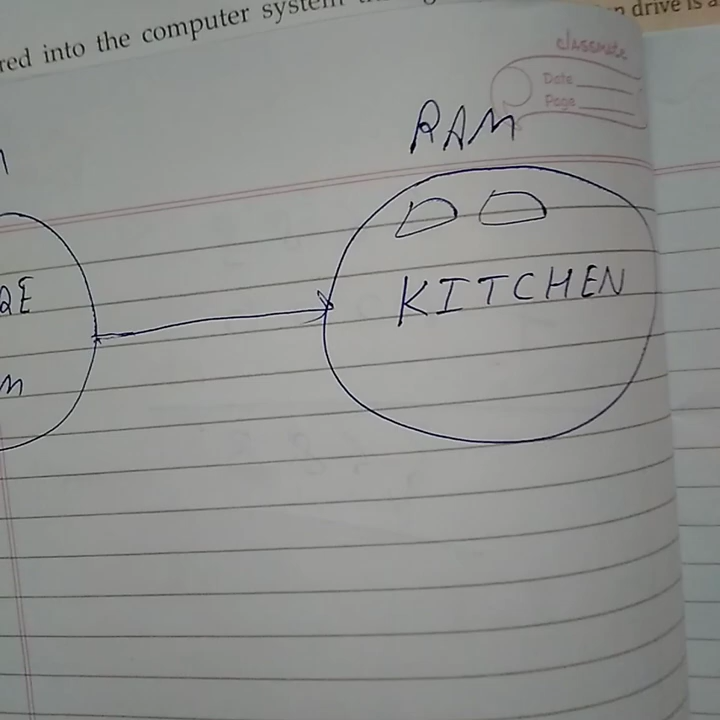 red into the computer system
drive is a
classmate
Date
Page
RAM
KITCHEN